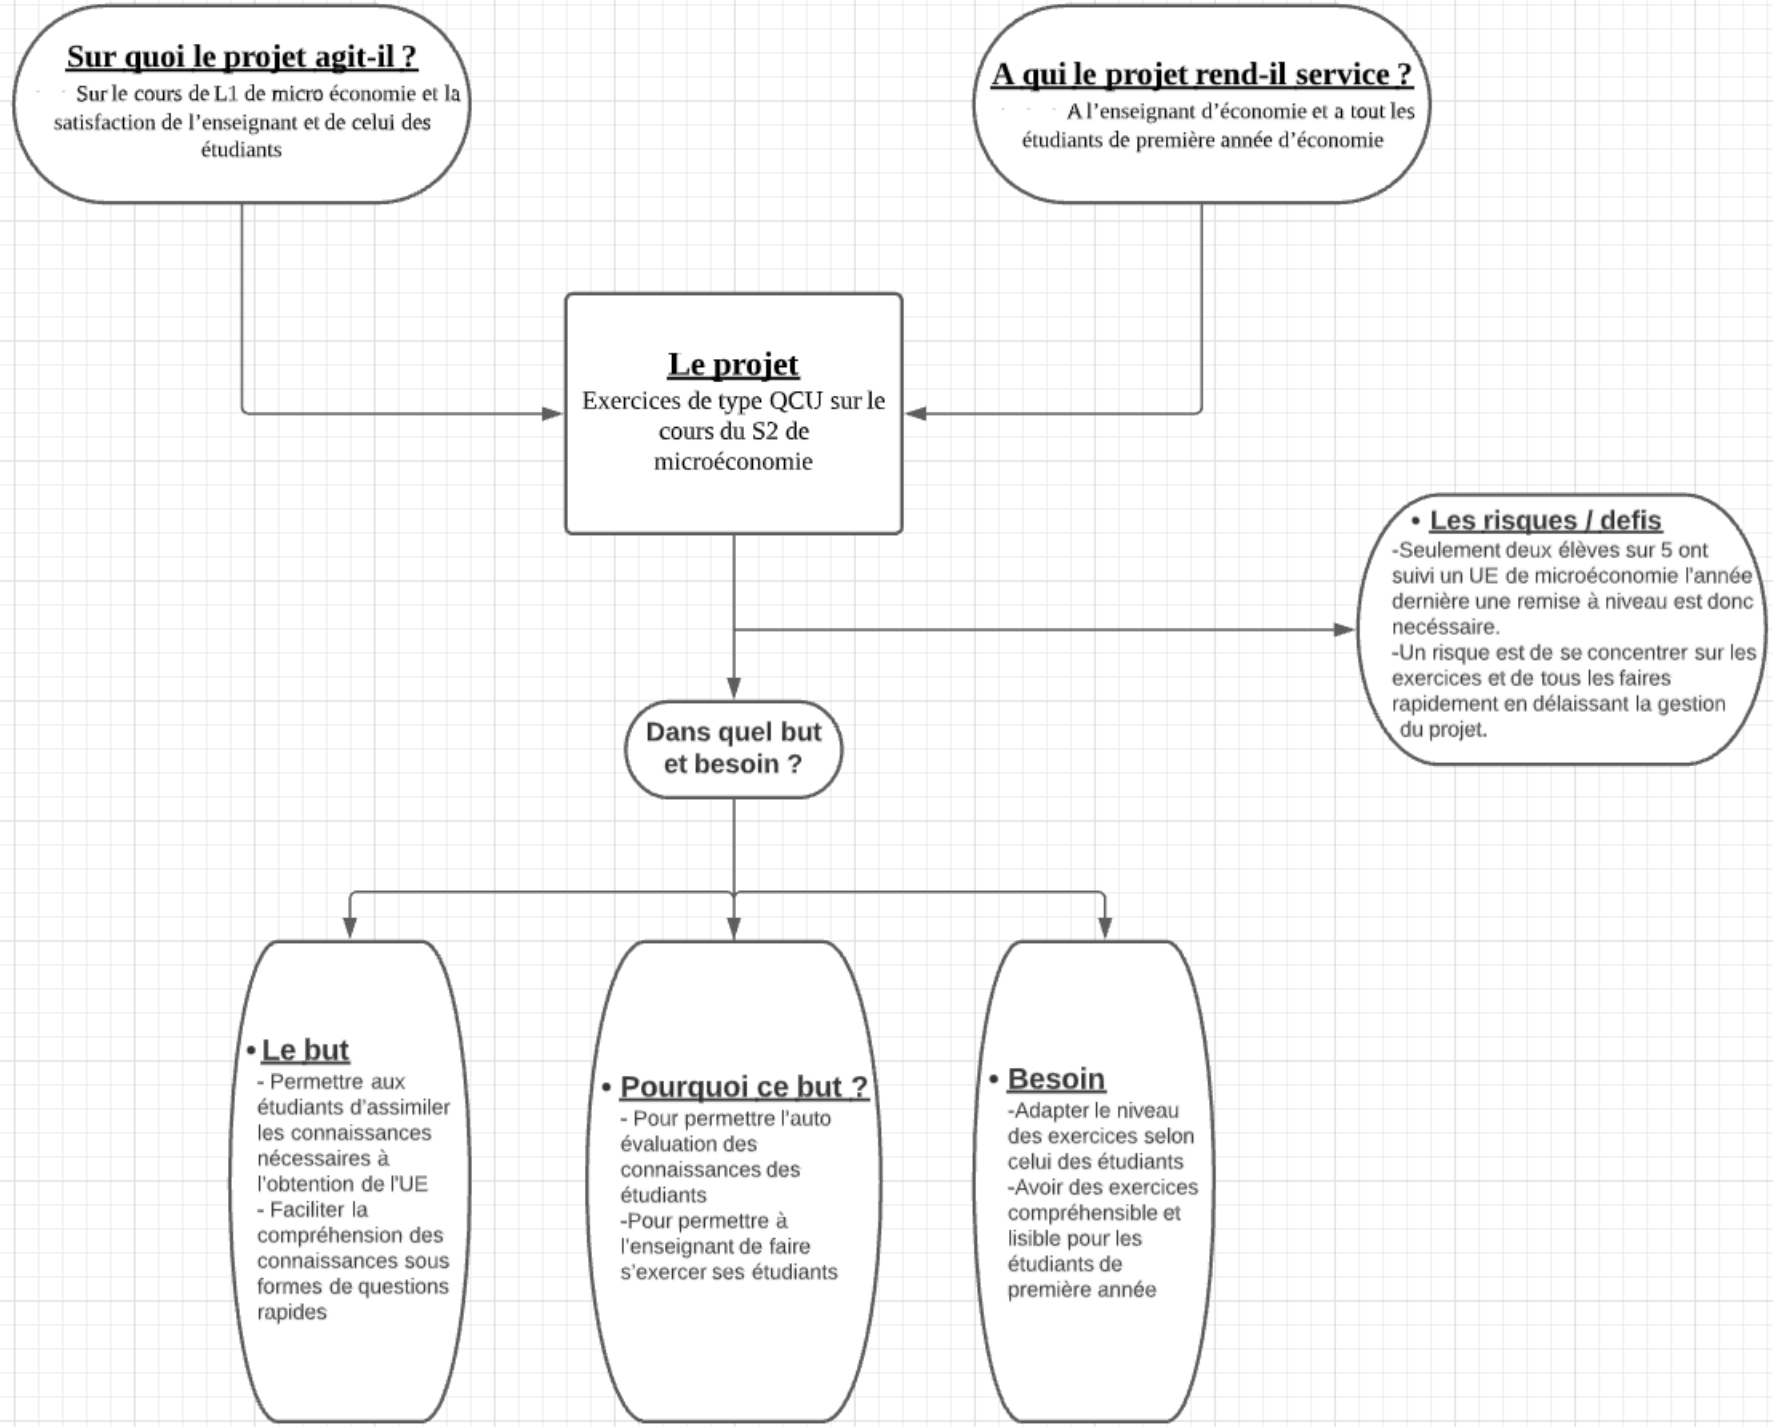 Sur quoi le projet agit-il ?
Sur le cours de L1 de micro économie et la
satisfaction de l'enseignant et de celui des
étudiants
A qui le projet rend-il service ?
A l'enseignant d'économie et a tout les
étudiants de première année d'économie
Le projet
Exercices de type QCU sur le
cours du S2 de
microéconomie
• Les risques / defis
-Seulement deux élèves sur 5 ont
suivi un UE de microéconomie l'année
dernière une remise à niveau est donc
necéssaire.
-Un risque est de se concentrer sur les
exercices et de tous les faires
rapidement en délaissant la gestion
du projet.
Dans quel but
et besoin ?
• Le but
- Permettre aux
étudiants d'assimiler
les connaissances
nécessaires à
l'obtention de l'UE
- Faciliter la
compréhension des
connaissances sous
formes de questions
rapides
• Pourquoi ce but ?
- Pour permettre l'auto
évaluation des
connaissances des
étudiants
-Pour permettre à
l'enseignant de faire
s'exercer ses étudiants
• Besoin
-Adapter le niveau
des exercices selon
celui des étudiants
-Avoir des exercices
compréhensible et
lisible pour les
étudiants de
première année